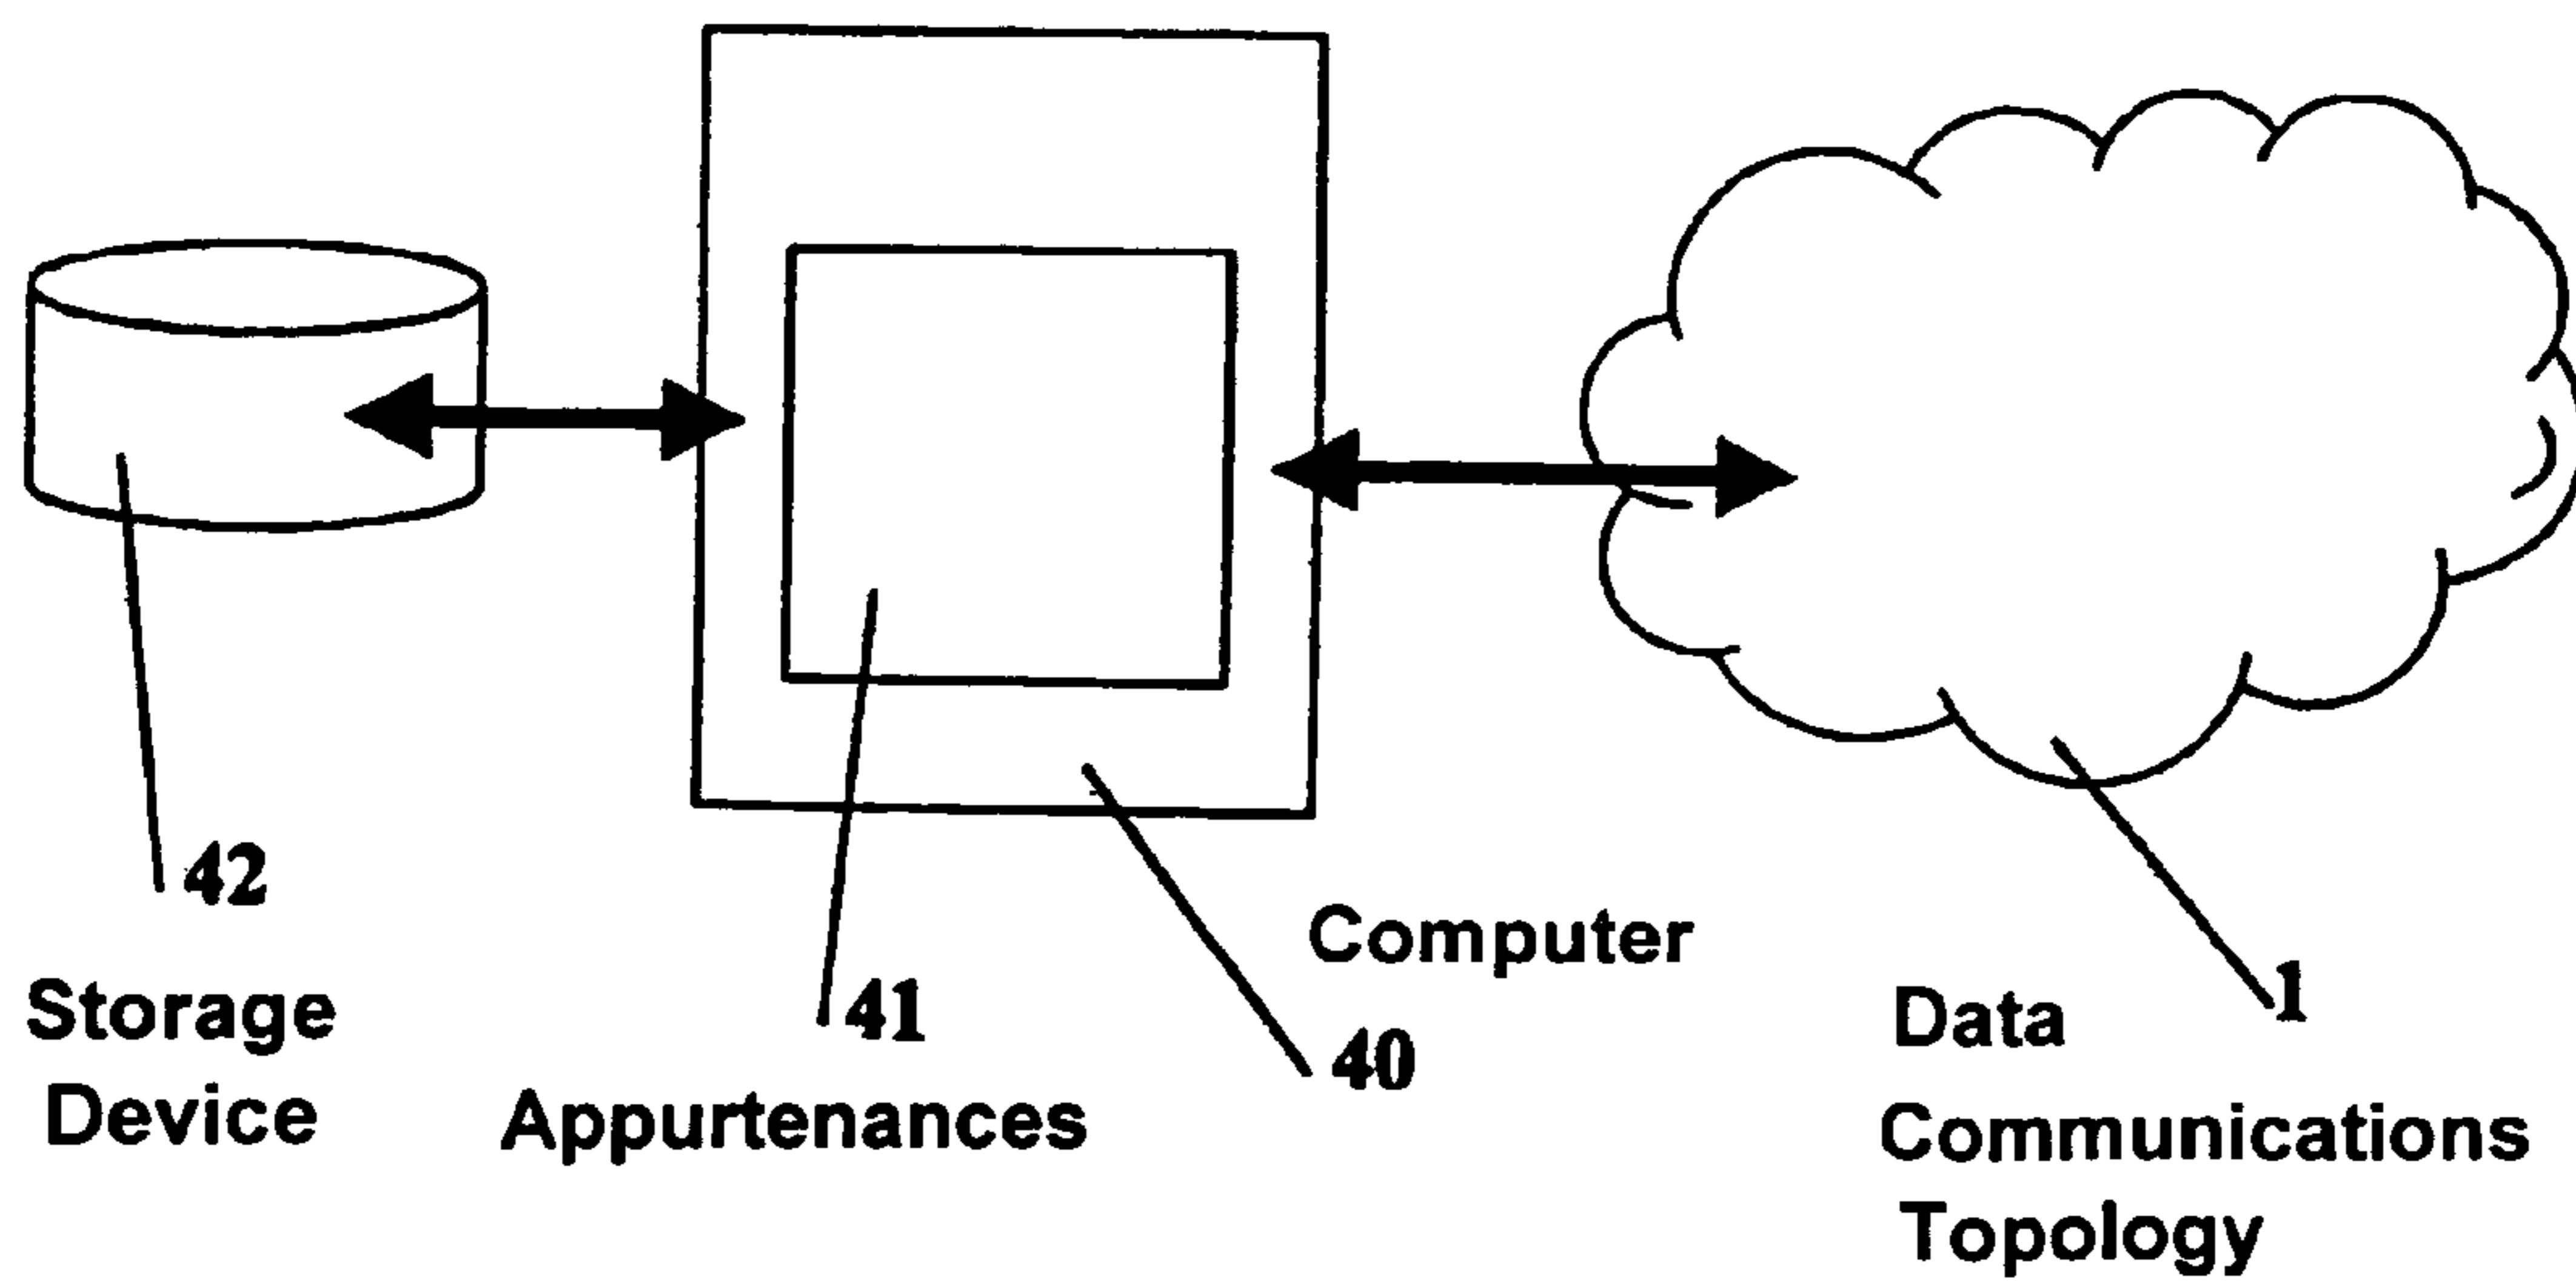 42
Storage
Device
41
Appurtenances
Computer
40
1
Data
Communications
Topology